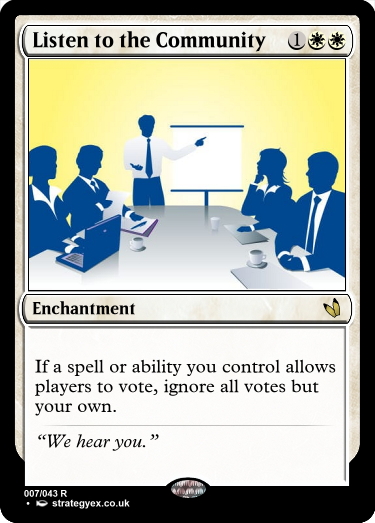 Listen to the Community 1
Enchantment
If a spell or ability you control allows
players to vote, ignore all votes but
your own.
“We hear you.”
007/043 R
• strategyex.co.uk